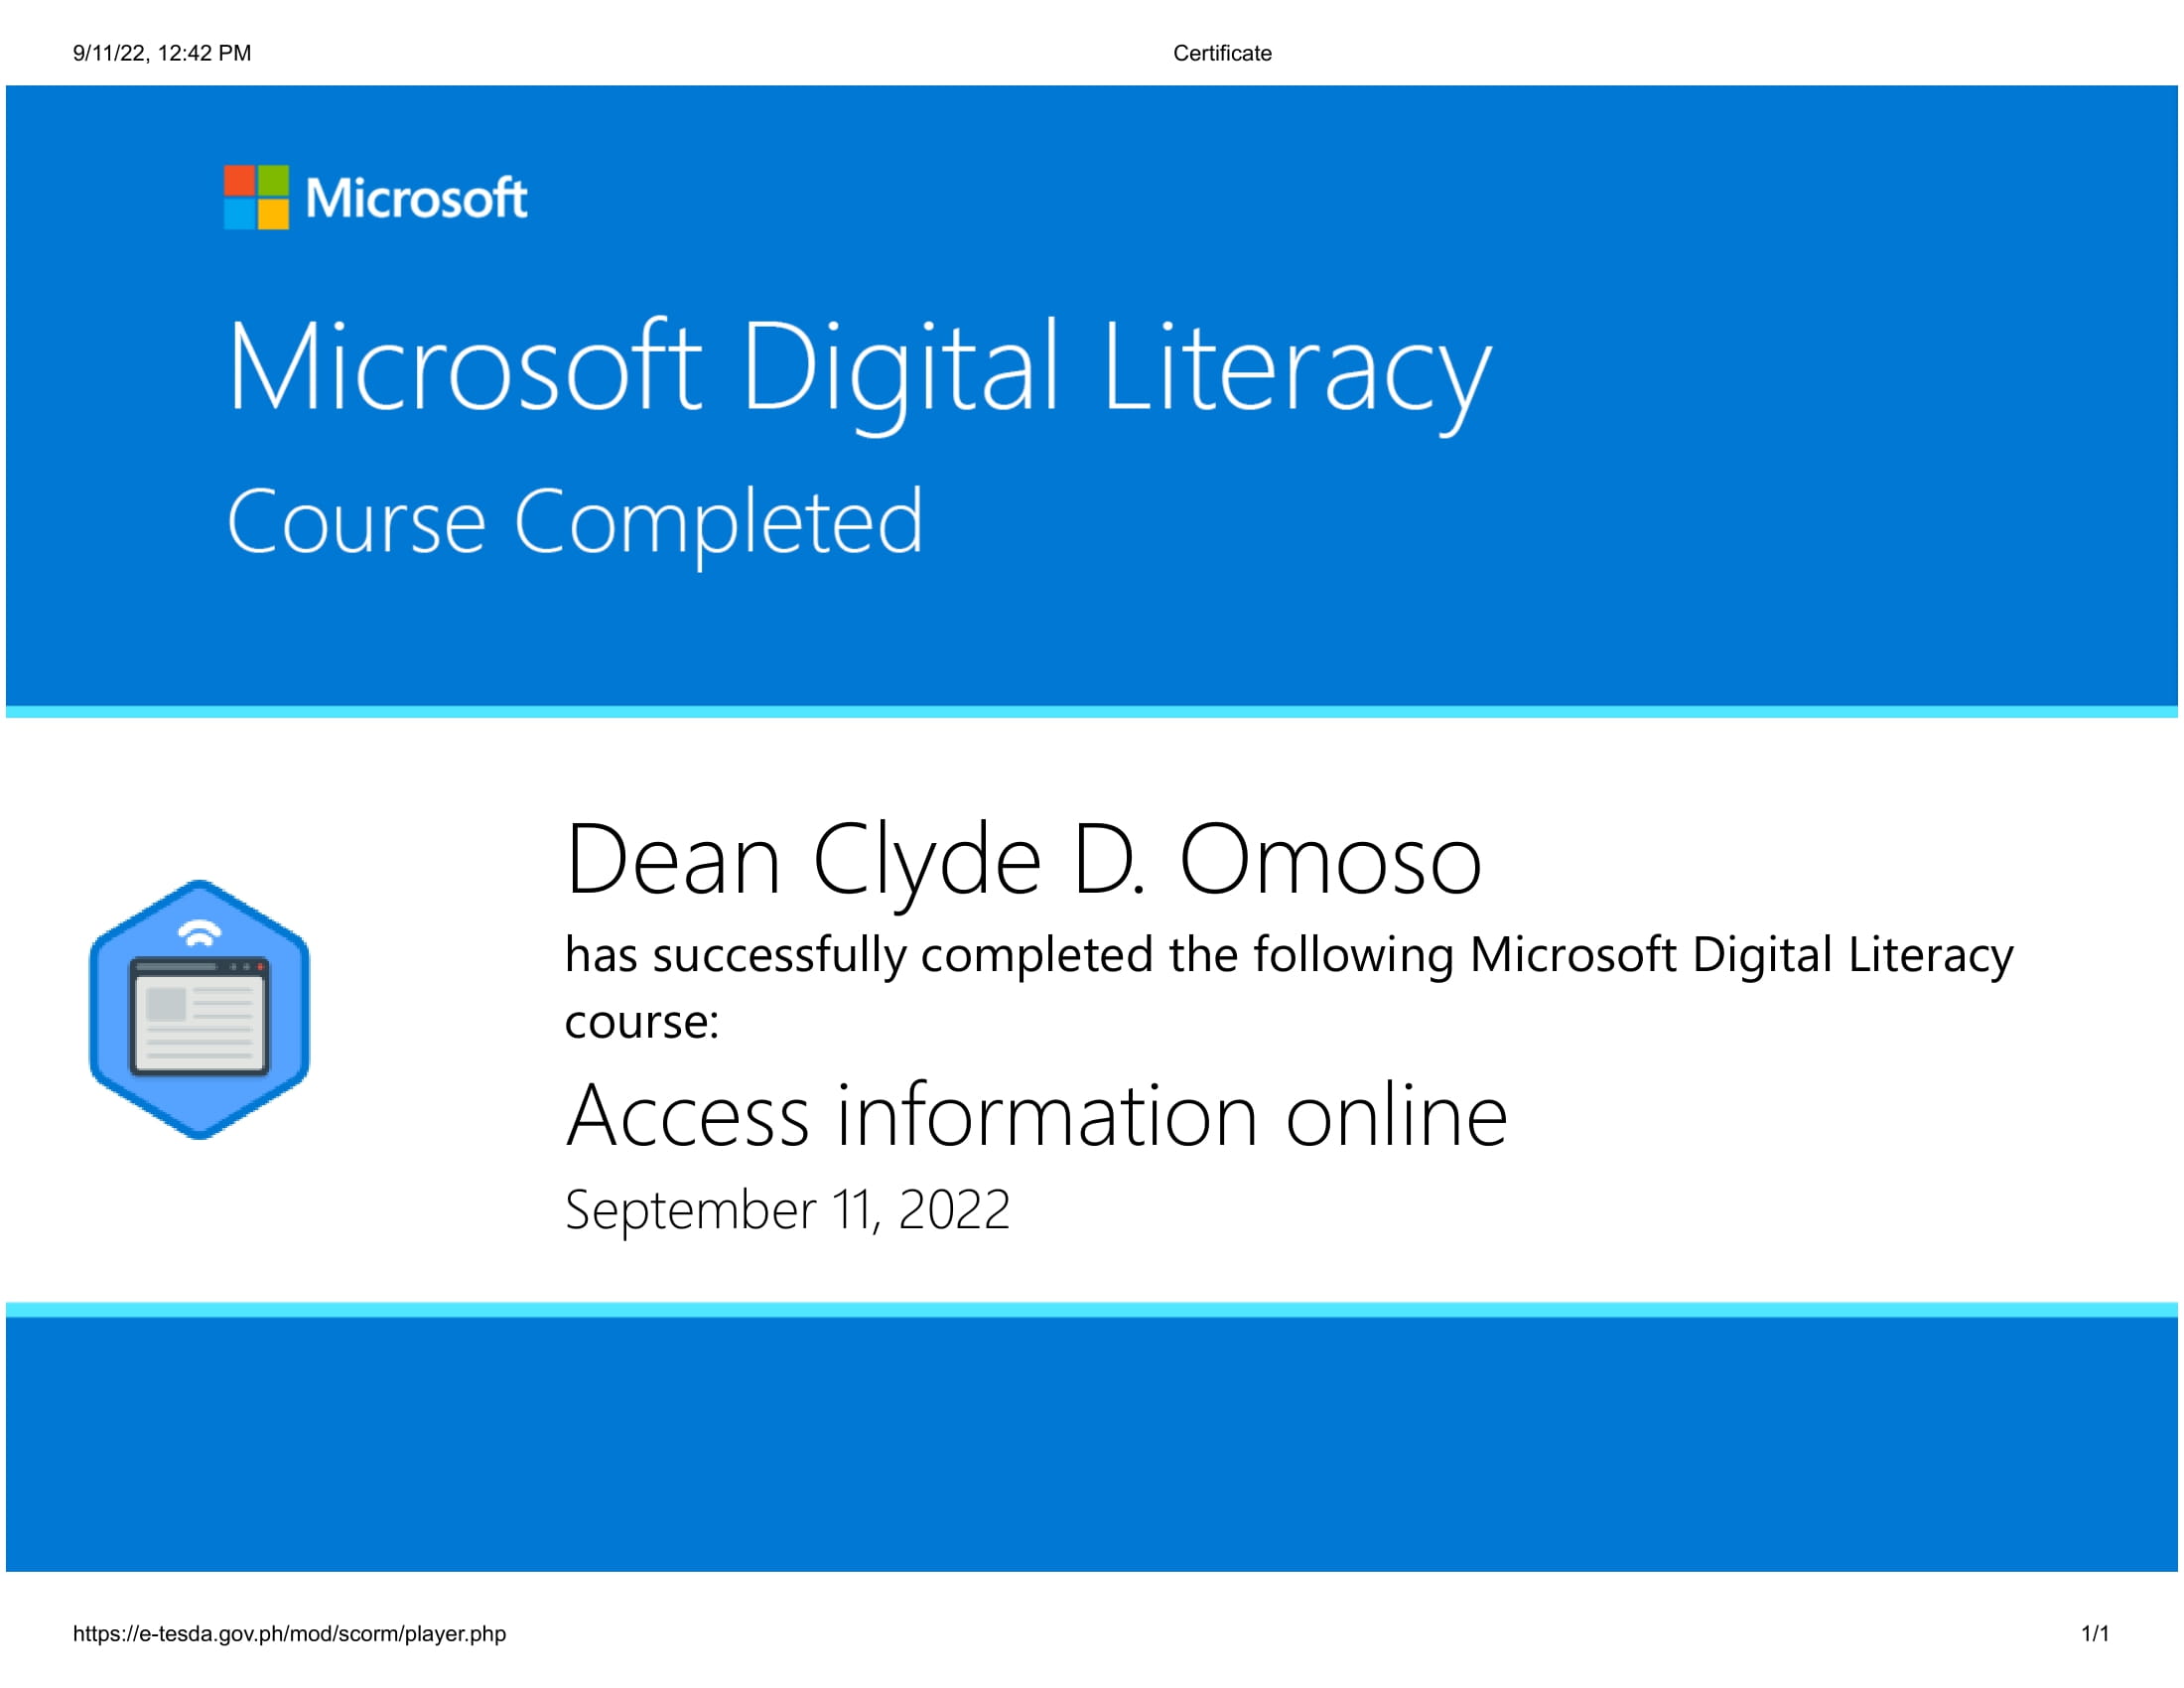 9/11/22, 12:42 PM
Certificate
Microsoft
Microsoft Digital Literacy
Course Completed
Dean Clyde D. Omoso
has successfully completed the following Microsoft Digital Literacy
course:
Access information online
September 11, 2022
https://e-tesda.gov.ph/mod/scorm/player.php
1/1